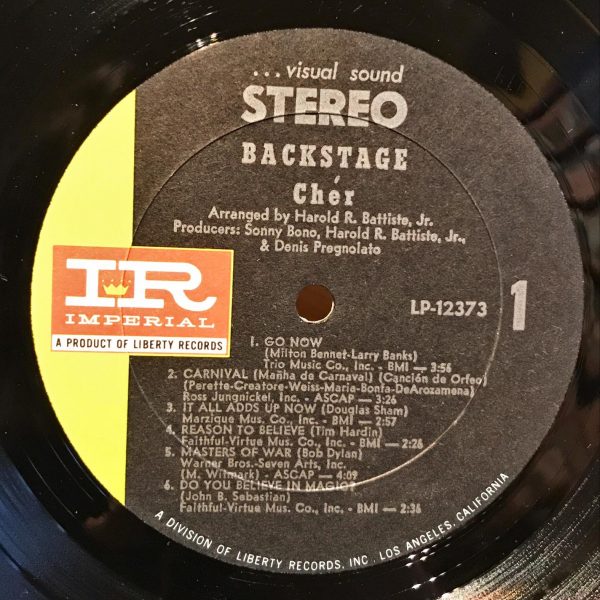 ...visual sound
STEREO
BACKSTAGE
Chér
Arranged by Harold R. Battiste, Jr.
Producers: Sonny Bono, Harold R. Battiste, Jr.,
& Denis Pregnolato
IR
IMPERIAL
A PRODUCT OF LIBERTY RECORDS
LP-12373
1
1. GO NOW
(Milton Bennet-Larry Banks)
Trio Music Co., Inc. - BMI — 3:56
2. CARNIVAL (Manha de Carnaval) (Canción de Orfeo)
(Perette-Creatore-Weiss-Maria-Bonfa-DeArozamena)
Ross Jungnickel, Inc. - ASCAP — 3:26
3. IT ALL ADDS UP NOW (Douglas Sham)
Marzique Mus. Co., Inc. - BMI — 2:57
4. REASON TO BELIEVE (Tim Hardin)
Faithful-Virtue Mus. Co., Inc. - BMI — 2:26
5. MASTERS OF WAR (Bob Dylan)
Warner Bros.-Seven Arts, Inc.
(M. Witmark) - ASCAP — 4:09
6. DO YOU BELIEVE IN MAGIC?
(John B. Sebastian)
Faithful-Virtue Mus. Co., Inc. - BMI — 2:36
A DIVISION OF LIBERTY RECORDS, INC. LOS ANGELES, CALIFORNIA